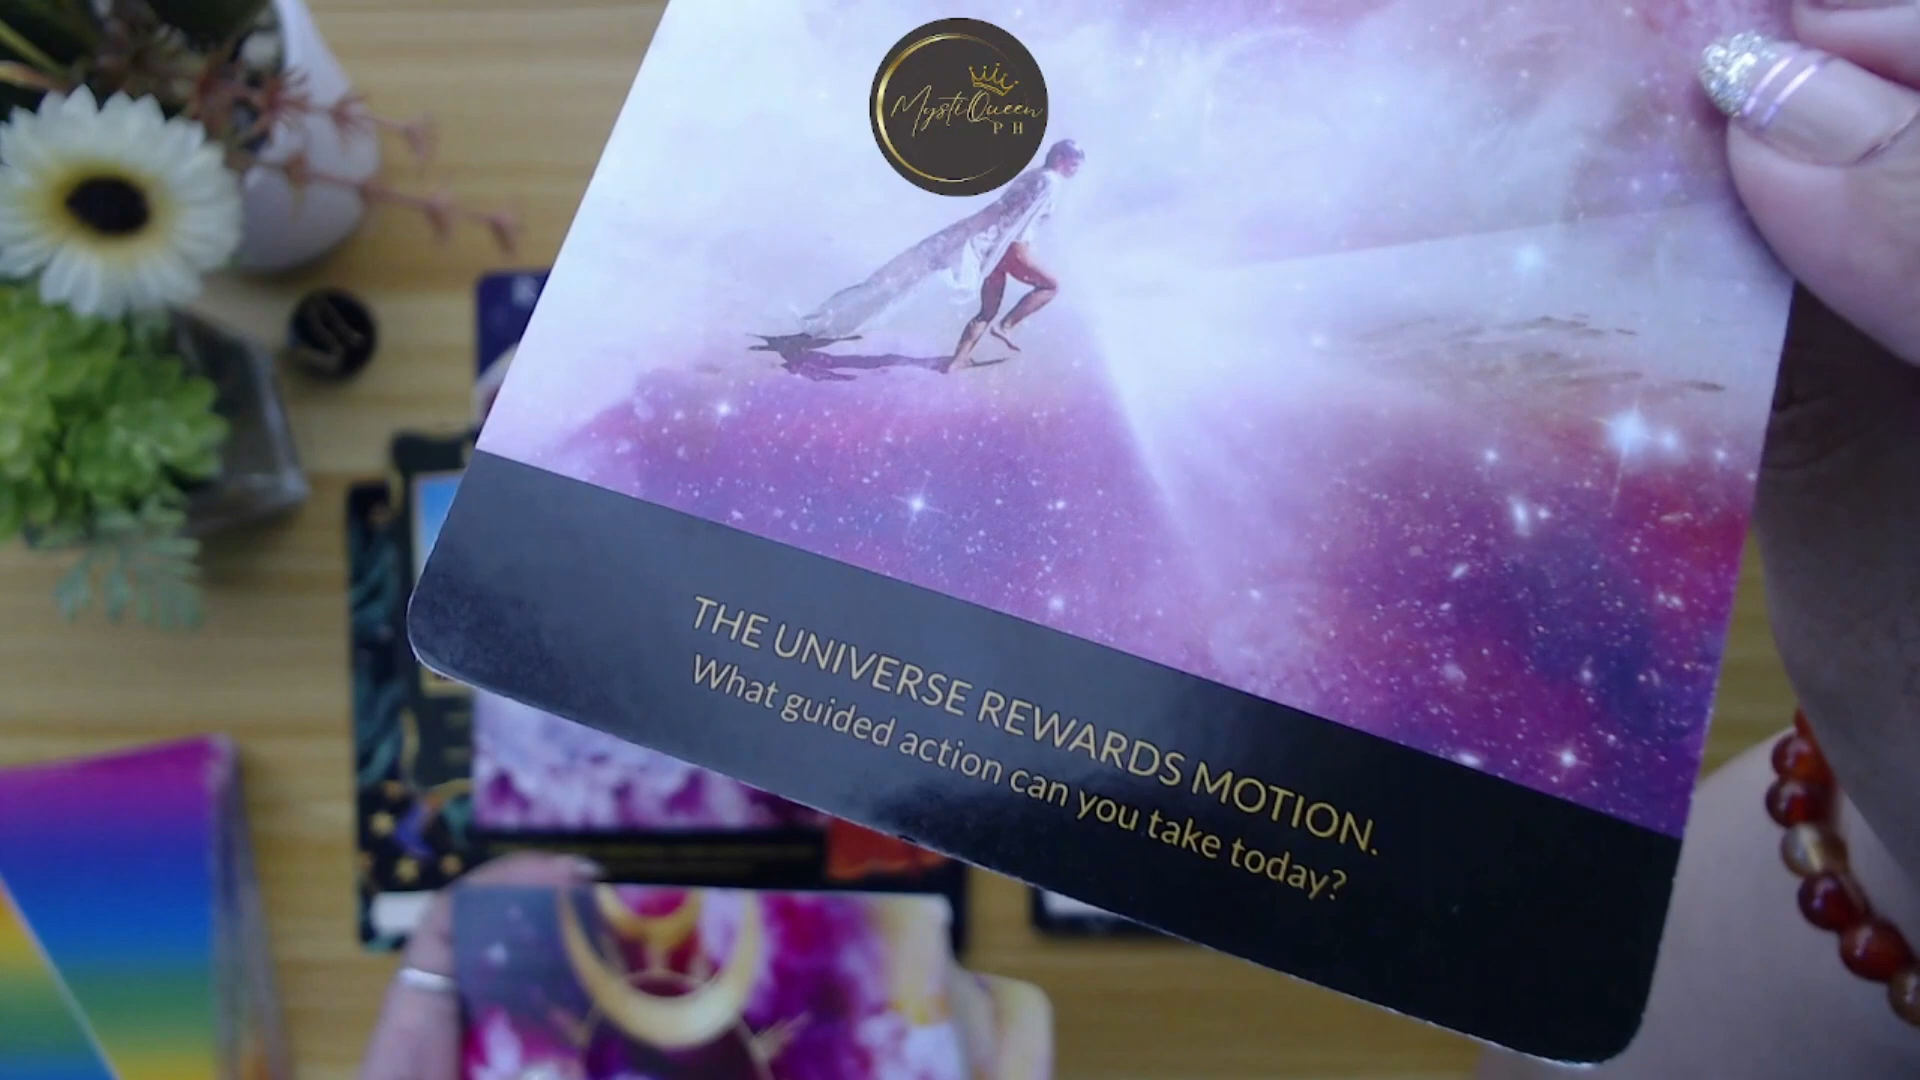 MystiQueen
PH
THE UNIVERSE REWARDS MOTION.
What guided action can you take today?